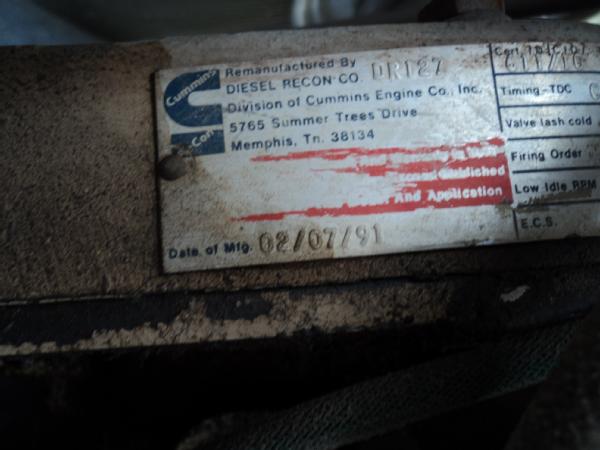 Cummins
Remanufactured By
DIESEL RECON CO. DR127
Division of Cummins Engine Co., Inc.
5765 Summer Trees Drive
Memphis, Tn. 38134
And Application
Date of Mfg. 02/07/91
Timing-TDC
Valve lash cold
Firing Order
Low Idle RPM
E.C.S.